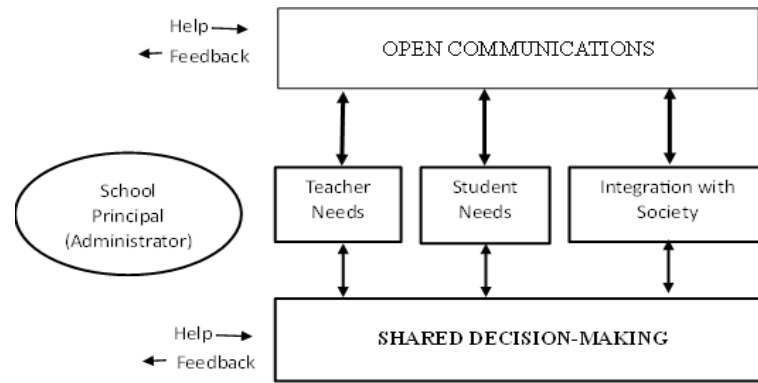 Help
Feedback
OPEN COMMUNICATIONS
School
Principal
(Administrator)
Teacher
Needs
Student
Needs
Integration with
Society
Help
Feedback
SHARED DECISION-MAKING